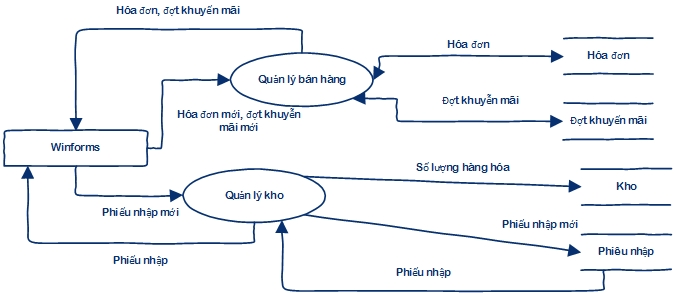 Hóa đơn, đợt khuyến mãi
Hóa đơn
Hóa đơn
Quản lý bán hàng
Đợt khuyễn mãi
Hóa đơn mới, đợt khuyễn
mãi mới
Đợt khuyến mãi
Winforms
Số lượng hàng hóa
Kho
Quản lý kho
Phiếu nhập mới
Phiếu nhập mới
Phiêu nhập
Phiếu nhập
Phiếu nhập